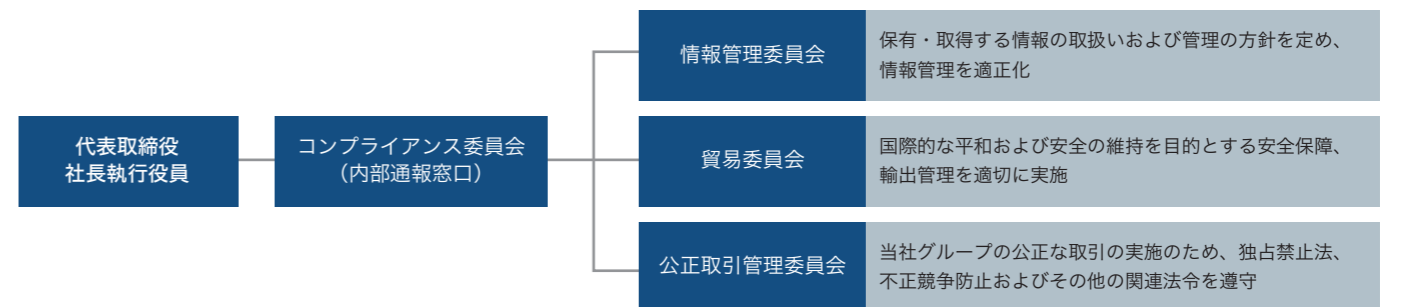 代表取締役
社長執行役員
コンプライアンス委員会
（内部通報窓口）
情報管理委員会
保有・取得する情報の取扱いおよび管理の方針を定め、
情報管理を適正化
貿易委員会
国際的な平和および安全の維持を目的とする安全保障、
輸出管理を適切に実施
公正取引管理委員会
当社グループの公正な取引の実施のため、独占禁止法、
不正競争防止およびその他の関連法令を遵守